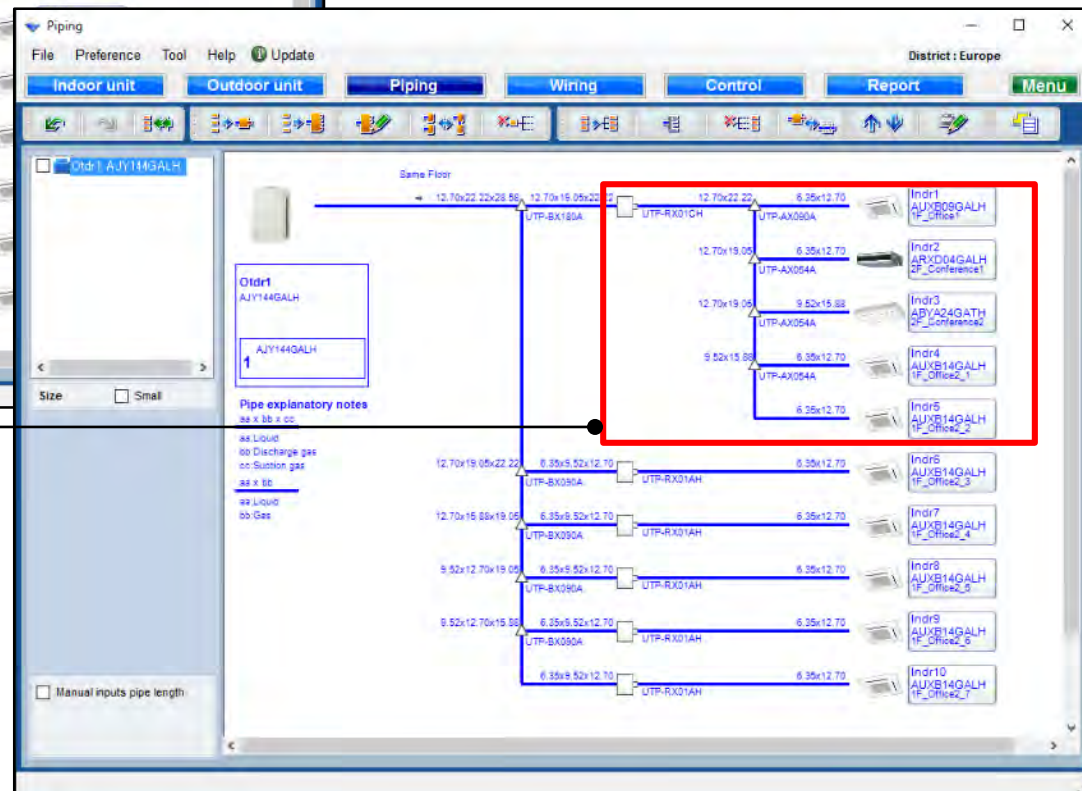 Piping
File Preference Tool Help Update
District : Europe
Indoor unit Outdoor unit Piping Wiring Control Report Menu
Otdr1 AJY144GALH
Size Small
Manual inputs pipe length
Same Floor
Otdr1
AJY144GALH
AJY144GALH
1
Pipe explanatory notes
aa x bb x cc
aa:Liquid
bb:Discharge gas
cc:Suction gas
aa x bb
aa:Liquid
bb:Gas
12.70x22.22x28.58 12.70x19.05x22.22 12.70x22.22 6.35x12.70
UTP-BX180A UTP-RX01CH UTP-AX090A
Indr1
AUXB09GALH
1F_Office1
12.70x19.05 6.35x12.70
UTP-AX054A
Indr2
ARXD04GALH
2F_Conference1
12.70x19.05 9.52x15.88
UTP-AX054A
Indr3
ABYA24GATH
2F_Conference2
9.52x15.88 6.35x12.70
UTP-AX054A
Indr4
AUXB14GALH
1F_Office2_1
6.35x12.70
Indr5
AUXB14GALH
1F_Office2_2
12.70x19.05x22.22 6.35x9.52x12.70 6.35x12.70
UTP-BX090A UTP-RX01AH
Indr6
AUXB14GALH
1F_Office2_3
12.70x15.88x19.05 6.35x9.52x12.70 6.35x12.70
UTP-BX090A UTP-RX01AH
Indr7
AUXB14GALH
1F_Office2_4
9.52x12.70x19.05 6.35x9.52x12.70 6.35x12.70
UTP-BX090A UTP-RX01AH
Indr8
AUXB14GALH
1F_Office2_5
9.52x12.70x15.88 6.35x9.52x12.70 6.35x12.70
UTP-BX090A UTP-RX01AH
Indr9
AUXB14GALH
1F_Office2_6
6.35x9.52x12.70 6.35x12.70
UTP-RX01AH
Indr10
AUXB14GALH
1F_Office2_7